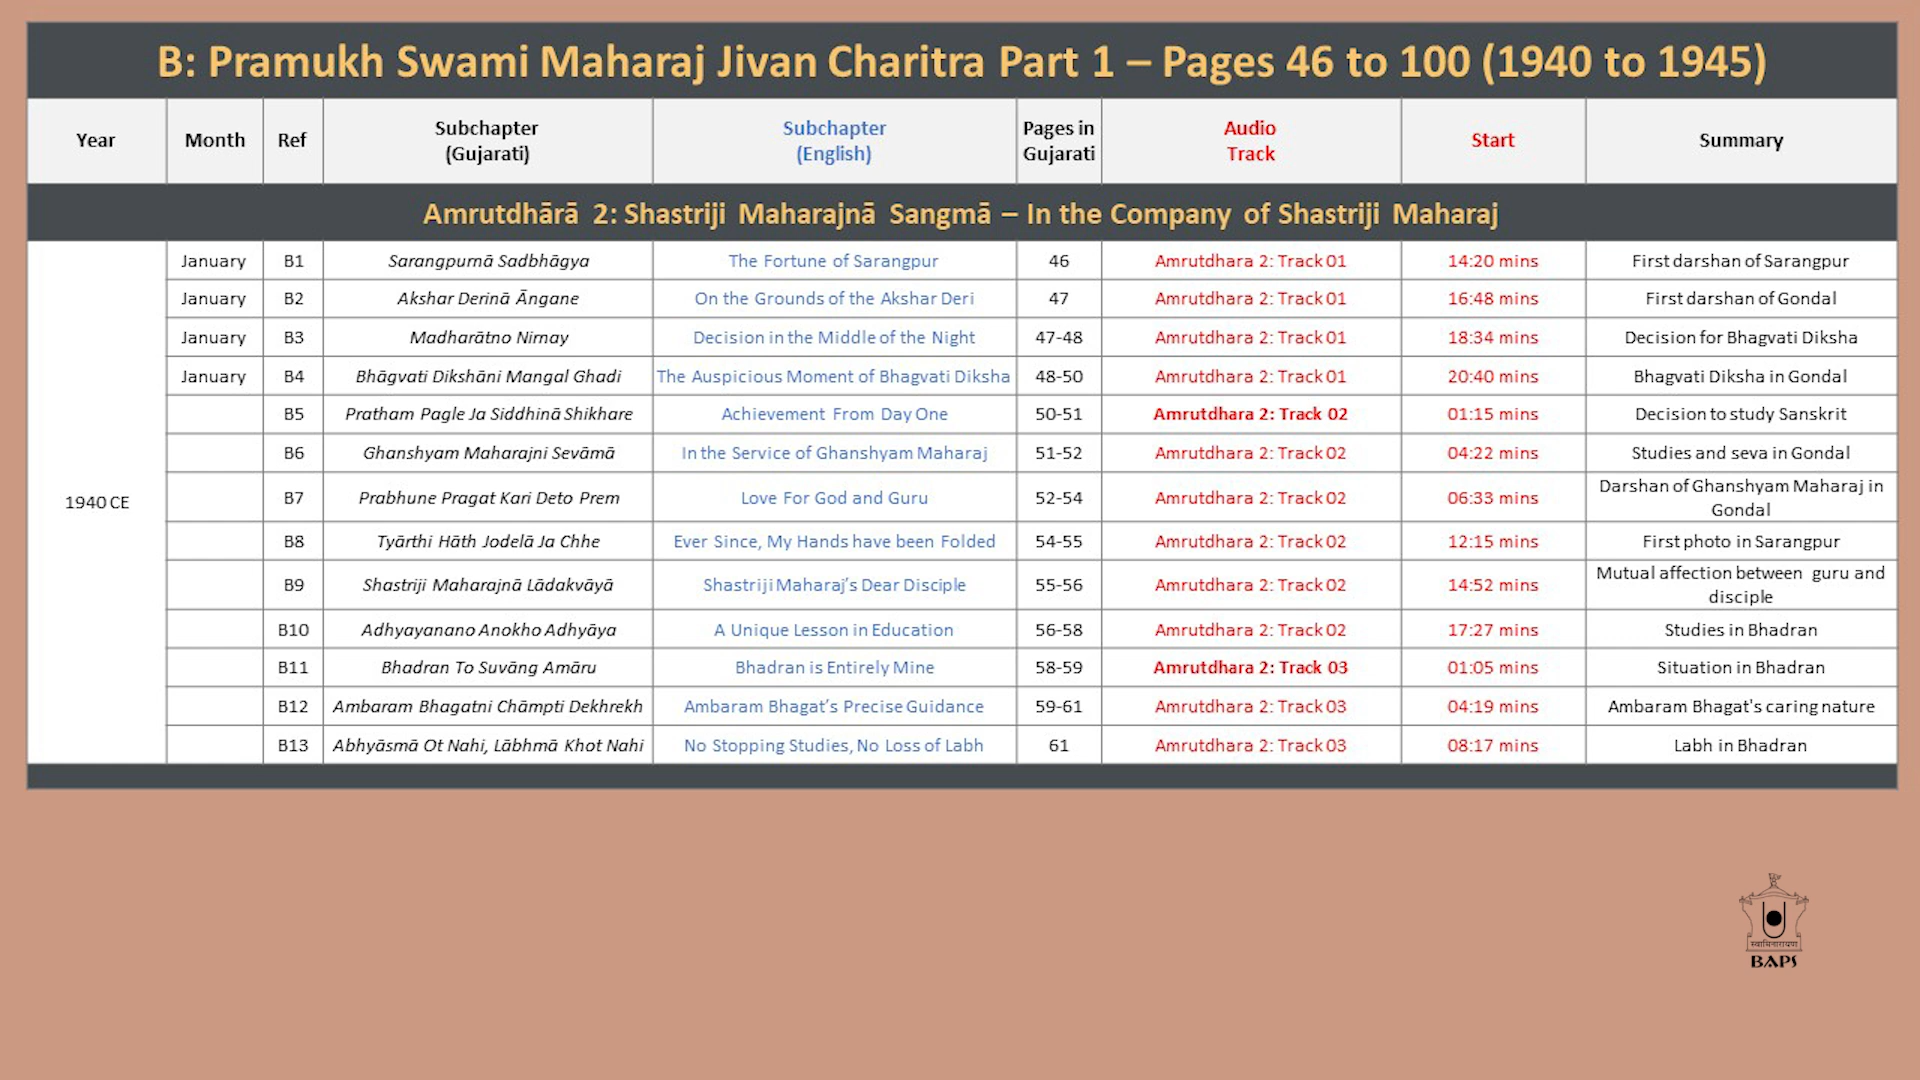 B: Pramukh Swami Maharaj Jivan Charitra Part 1 – Pages 46 to 100 (1940 to 1945)
Year Month Ref Subchapter (Gujarati) Subchapter (English) Pages in Gujarati Audio Track Start Summary
Amrutdhārā 2: Shastriji Maharajnā Sangmā – In the Company of Shastriji Maharaj
1940 CE
January B1 Sarangpurnā Sadbhāgya The Fortune of Sarangpur 46 Amrutdhara 2: Track 01 14:20 mins First darshan of Sarangpur
January B2 Akshar Derinā Āngane On the Grounds of the Akshar Deri 47 Amrutdhara 2: Track 01 16:48 mins First darshan of Gondal
January B3 Madharātno Nirnay Decision in the Middle of the Night 47-48 Amrutdhara 2: Track 01 18:34 mins Decision for Bhagvati Diksha
January B4 Bhāgvati Dikshāni Mangal Ghadi The Auspicious Moment of Bhagvati Diksha 48-50 Amrutdhara 2: Track 01 20:40 mins Bhagvati Diksha in Gondal
B5 Pratham Pagle Ja Siddhinā Shikhare Achievement From Day One 50-51 Amrutdhara 2: Track 02 01:15 mins Decision to study Sanskrit
B6 Ghanshyam Maharajni Sevāmā In the Service of Ghanshyam Maharaj 51-52 Amrutdhara 2: Track 02 04:22 mins Studies and seva in Gondal
B7 Prabhune Pragat Kari Deto Prem Love For God and Guru 52-54 Amrutdhara 2: Track 02 06:33 mins Darshan of Ghanshyam Maharaj in Gondal
B8 Tyārthi Hāth Jodelā Ja Chhe Ever Since, My Hands have been Folded 54-55 Amrutdhara 2: Track 02 12:15 mins First photo in Sarangpur
B9 Shastriji Maharajnā Lādakvāyā Shastriji Maharaj's Dear Disciple 55-56 Amrutdhara 2: Track 02 14:52 mins Mutual affection between guru and disciple
B10 Adhyayanano Anokho Adhyāya A Unique Lesson in Education 56-58 Amrutdhara 2: Track 02 17:27 mins Studies in Bhadran
B11 Bhadran To Suvāng Amāru Bhadran is Entirely Mine 58-59 Amrutdhara 2: Track 03 01:05 mins Situation in Bhadran
B12 Ambaram Bhagatni Chāmpti Dekhrekh Ambaram Bhagat's Precise Guidance 59-61 Amrutdhara 2: Track 03 04:19 mins Ambaram Bhagat's caring nature
B13 Abhyāsmā Ot Nahi, Lābhmā Khot Nahi No Stopping Studies, No Loss of Labh 61 Amrutdhara 2: Track 03 08:17 mins Labh in Bhadran
स्वामिनारायण
BAPS